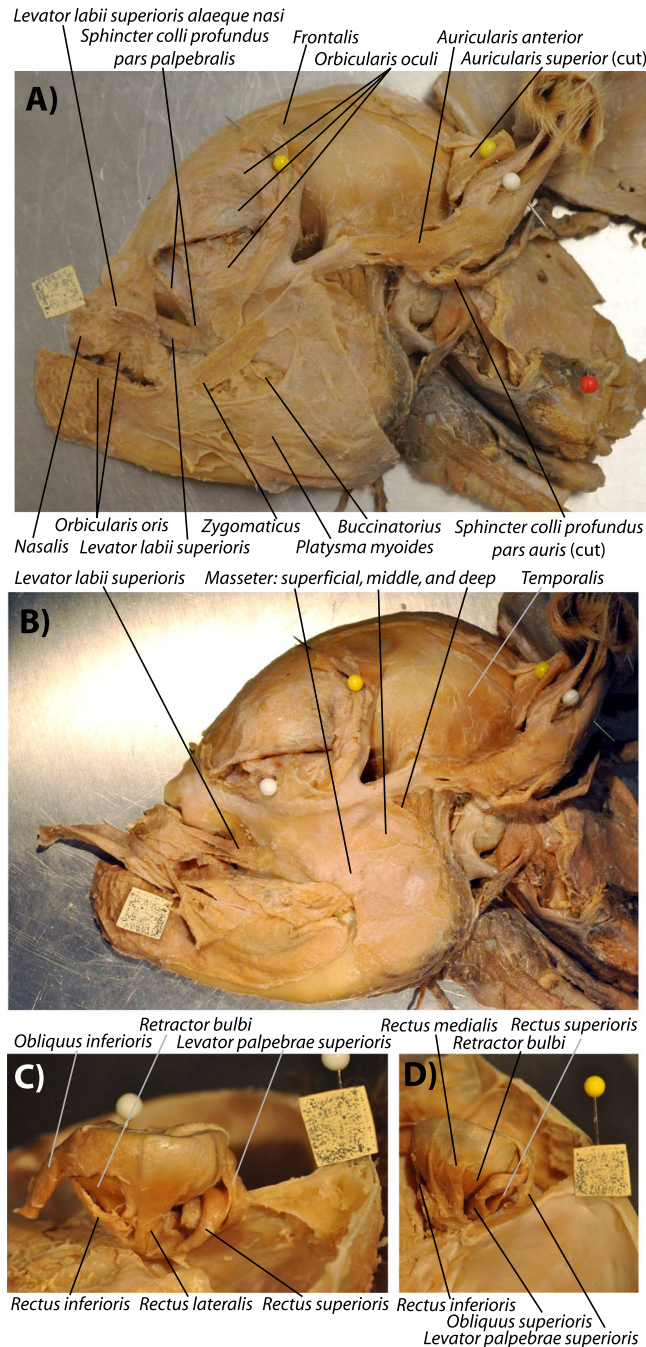 Levator labii superioris alaeque nasi
Sphincter colli profundus
pars palpebralis
Frontalis
Orbicularis oculi
Auricularis anterior
Auricularis superior (cut)
A)
Orbicularis oris
Nasalis
Levator labii superioris
Zygomaticus
Buccinatorius
Platysma myoides
Sphincter colli profundus
pars auris (cut)
Levator labii superioris
Masseter: superficial, middle, and deep
Temporalis
B)
Retractor bulbi
Obliquus inferioris
Levator palpebrae superioris
Rectus medialis
Rectus superioris
Retractor bulbi
C)
D)
Rectus inferioris
Rectus lateralis
Rectus superioris
Rectus inferioris
Obliquus superioris
Levator palpebrae superioris